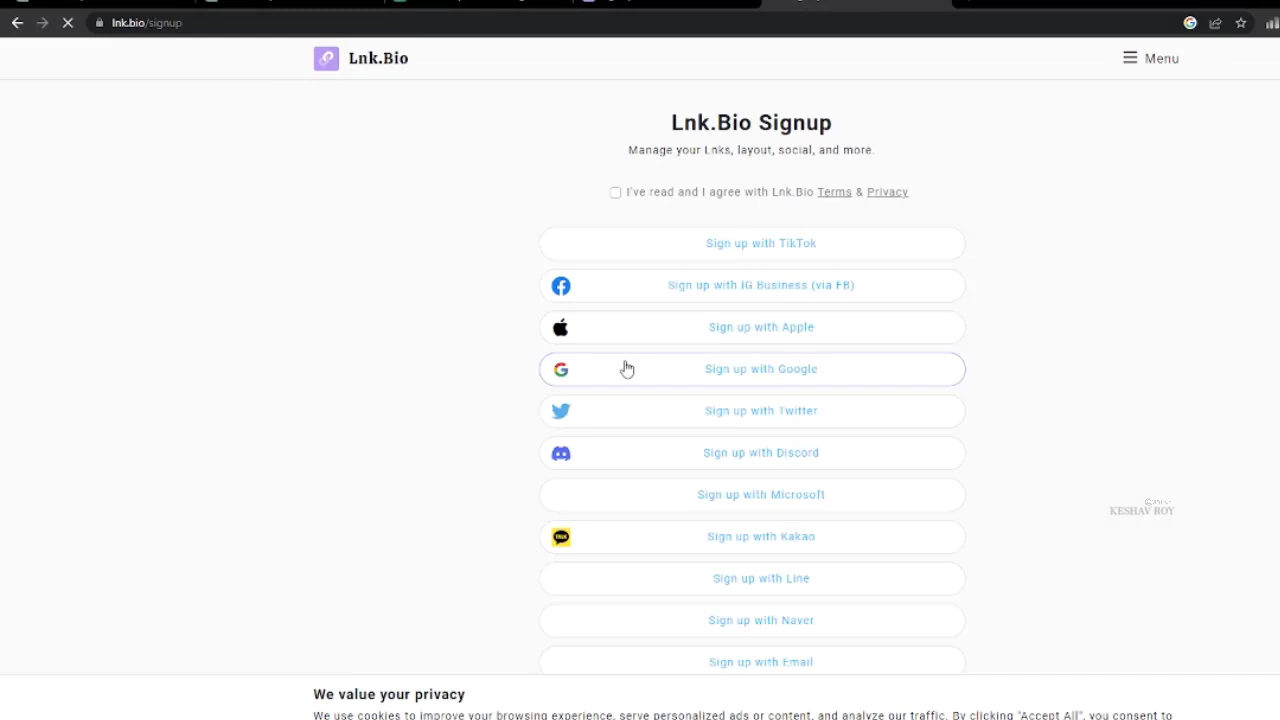 lnk.bio/signup
Lnk.Bio
Menu
Lnk.Bio Signup
Manage your Lnks, layout, social, and more.
I've read and I agree with Lnk.Bio Terms & Privacy
Sign up with TikTok
Sign up with IG Business (via FB)
Sign up with Apple
Sign up with Google
Sign up with Twitter
Sign up with Discord
Sign up with Microsoft
TALK Sign up with Kakao
KESHAV ROY
Sign up with Line
Sign up with Naver
Sign up with Email
We value your privacy
We use cookies to improve your browsing experience, serve personalized ads or content, and analyze our traffic. By clicking "Accept All", you consent to